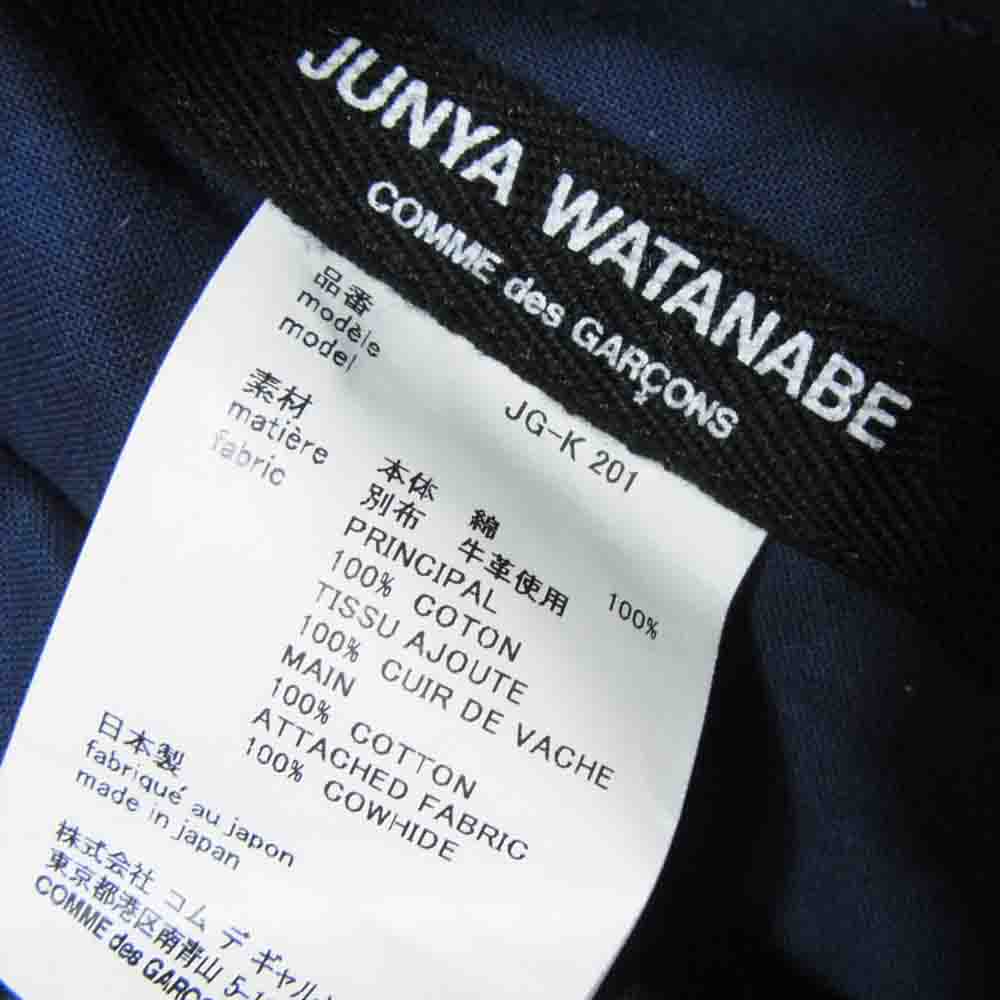 JUNYA WATANABE
COMME des GARÇONS
品番
modèle
model
JG-K 201
素材
matière
fabric
本体 綿 100%
別布 牛革使用
PRINCIPAL
100% COTON
TISSU AJOUTE
100% CUIR DE VACHE
MAIN
100% COTTON
ATTACHED FABRIC
100% COWHIDE
日本製
fabriqué au japon
made in japan
株式会社 コム デ ギャル
東京都港区南青山 5-1
COMME des GARÇ